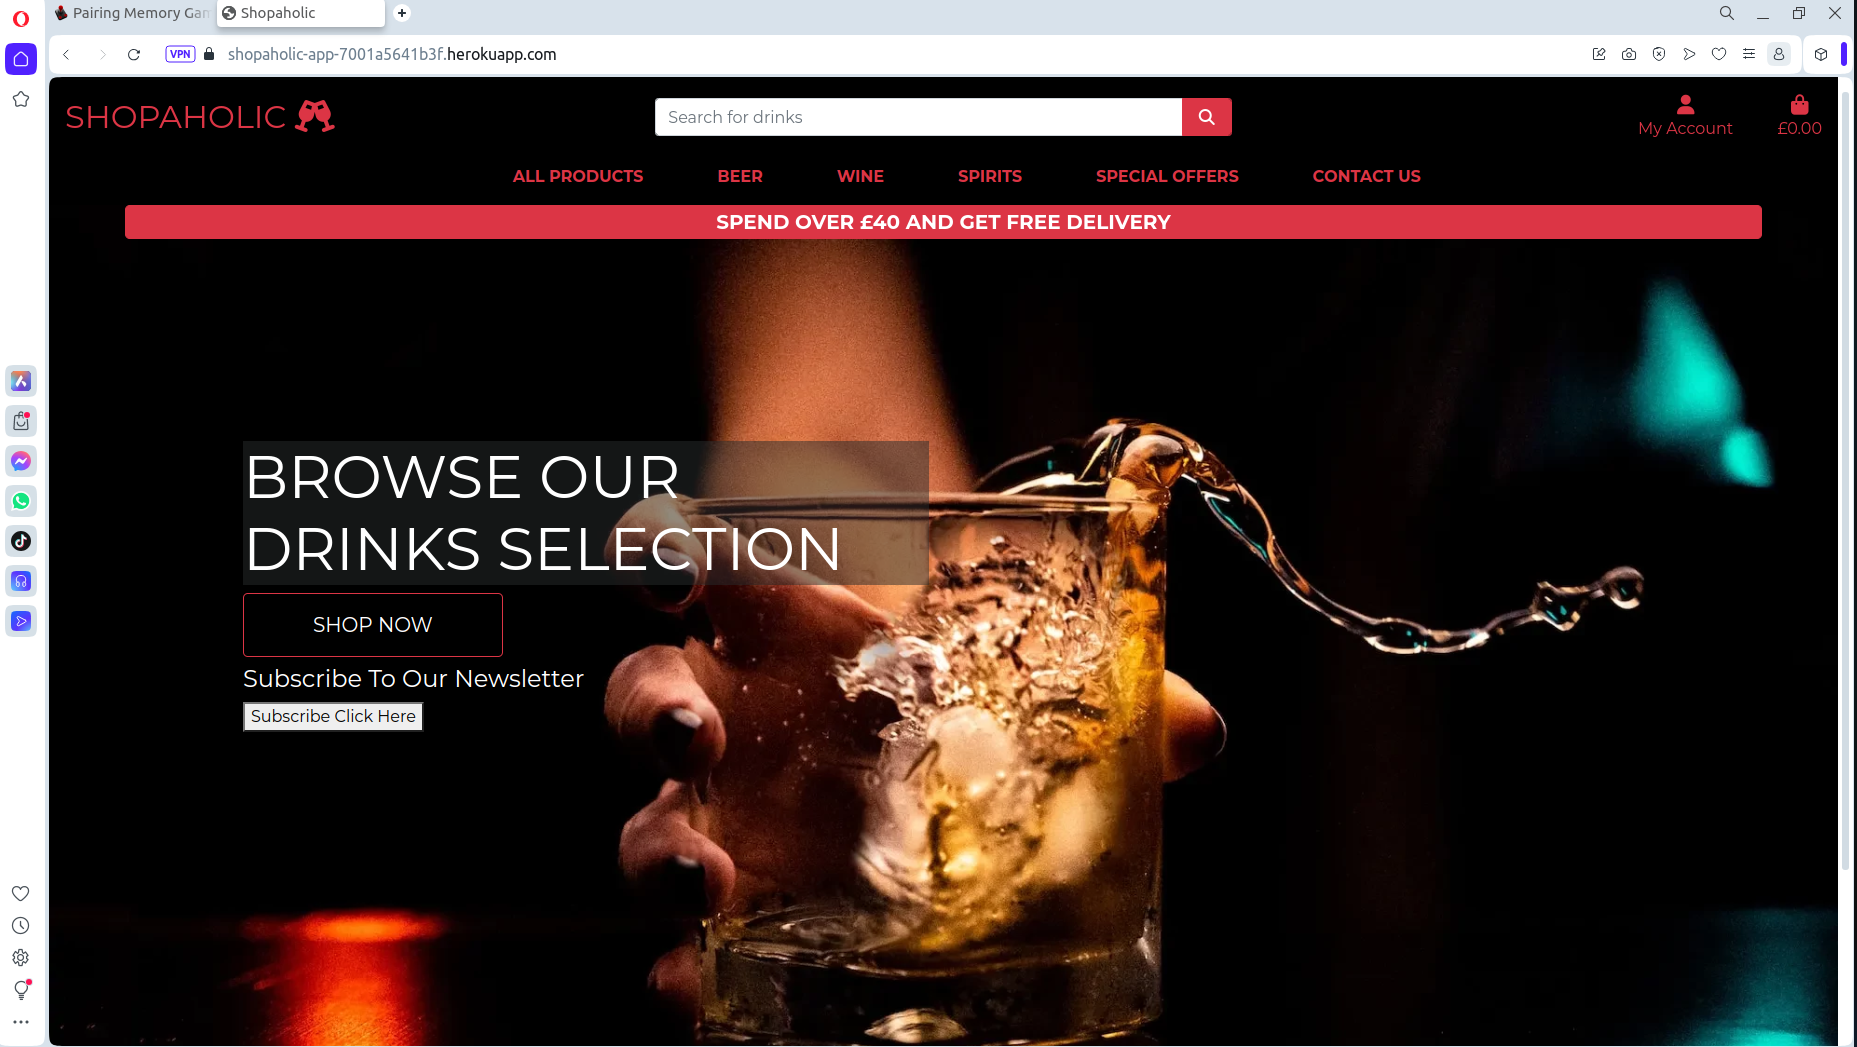 Pairing Memory Gam
Shopaholic
VPN
shopaholic-app-7001a5641b3f.herokuapp.com
SHOPAHOLIC
Search for drinks
My Account
£0.00
ALL PRODUCTS
BEER
WINE
SPIRITS
SPECIAL OFFERS
CONTACT US
SPEND OVER £40 AND GET FREE DELIVERY
BROWSE OUR
DRINKS SELECTION
SHOP NOW
Subscribe To Our Newsletter
Subscribe Click Here